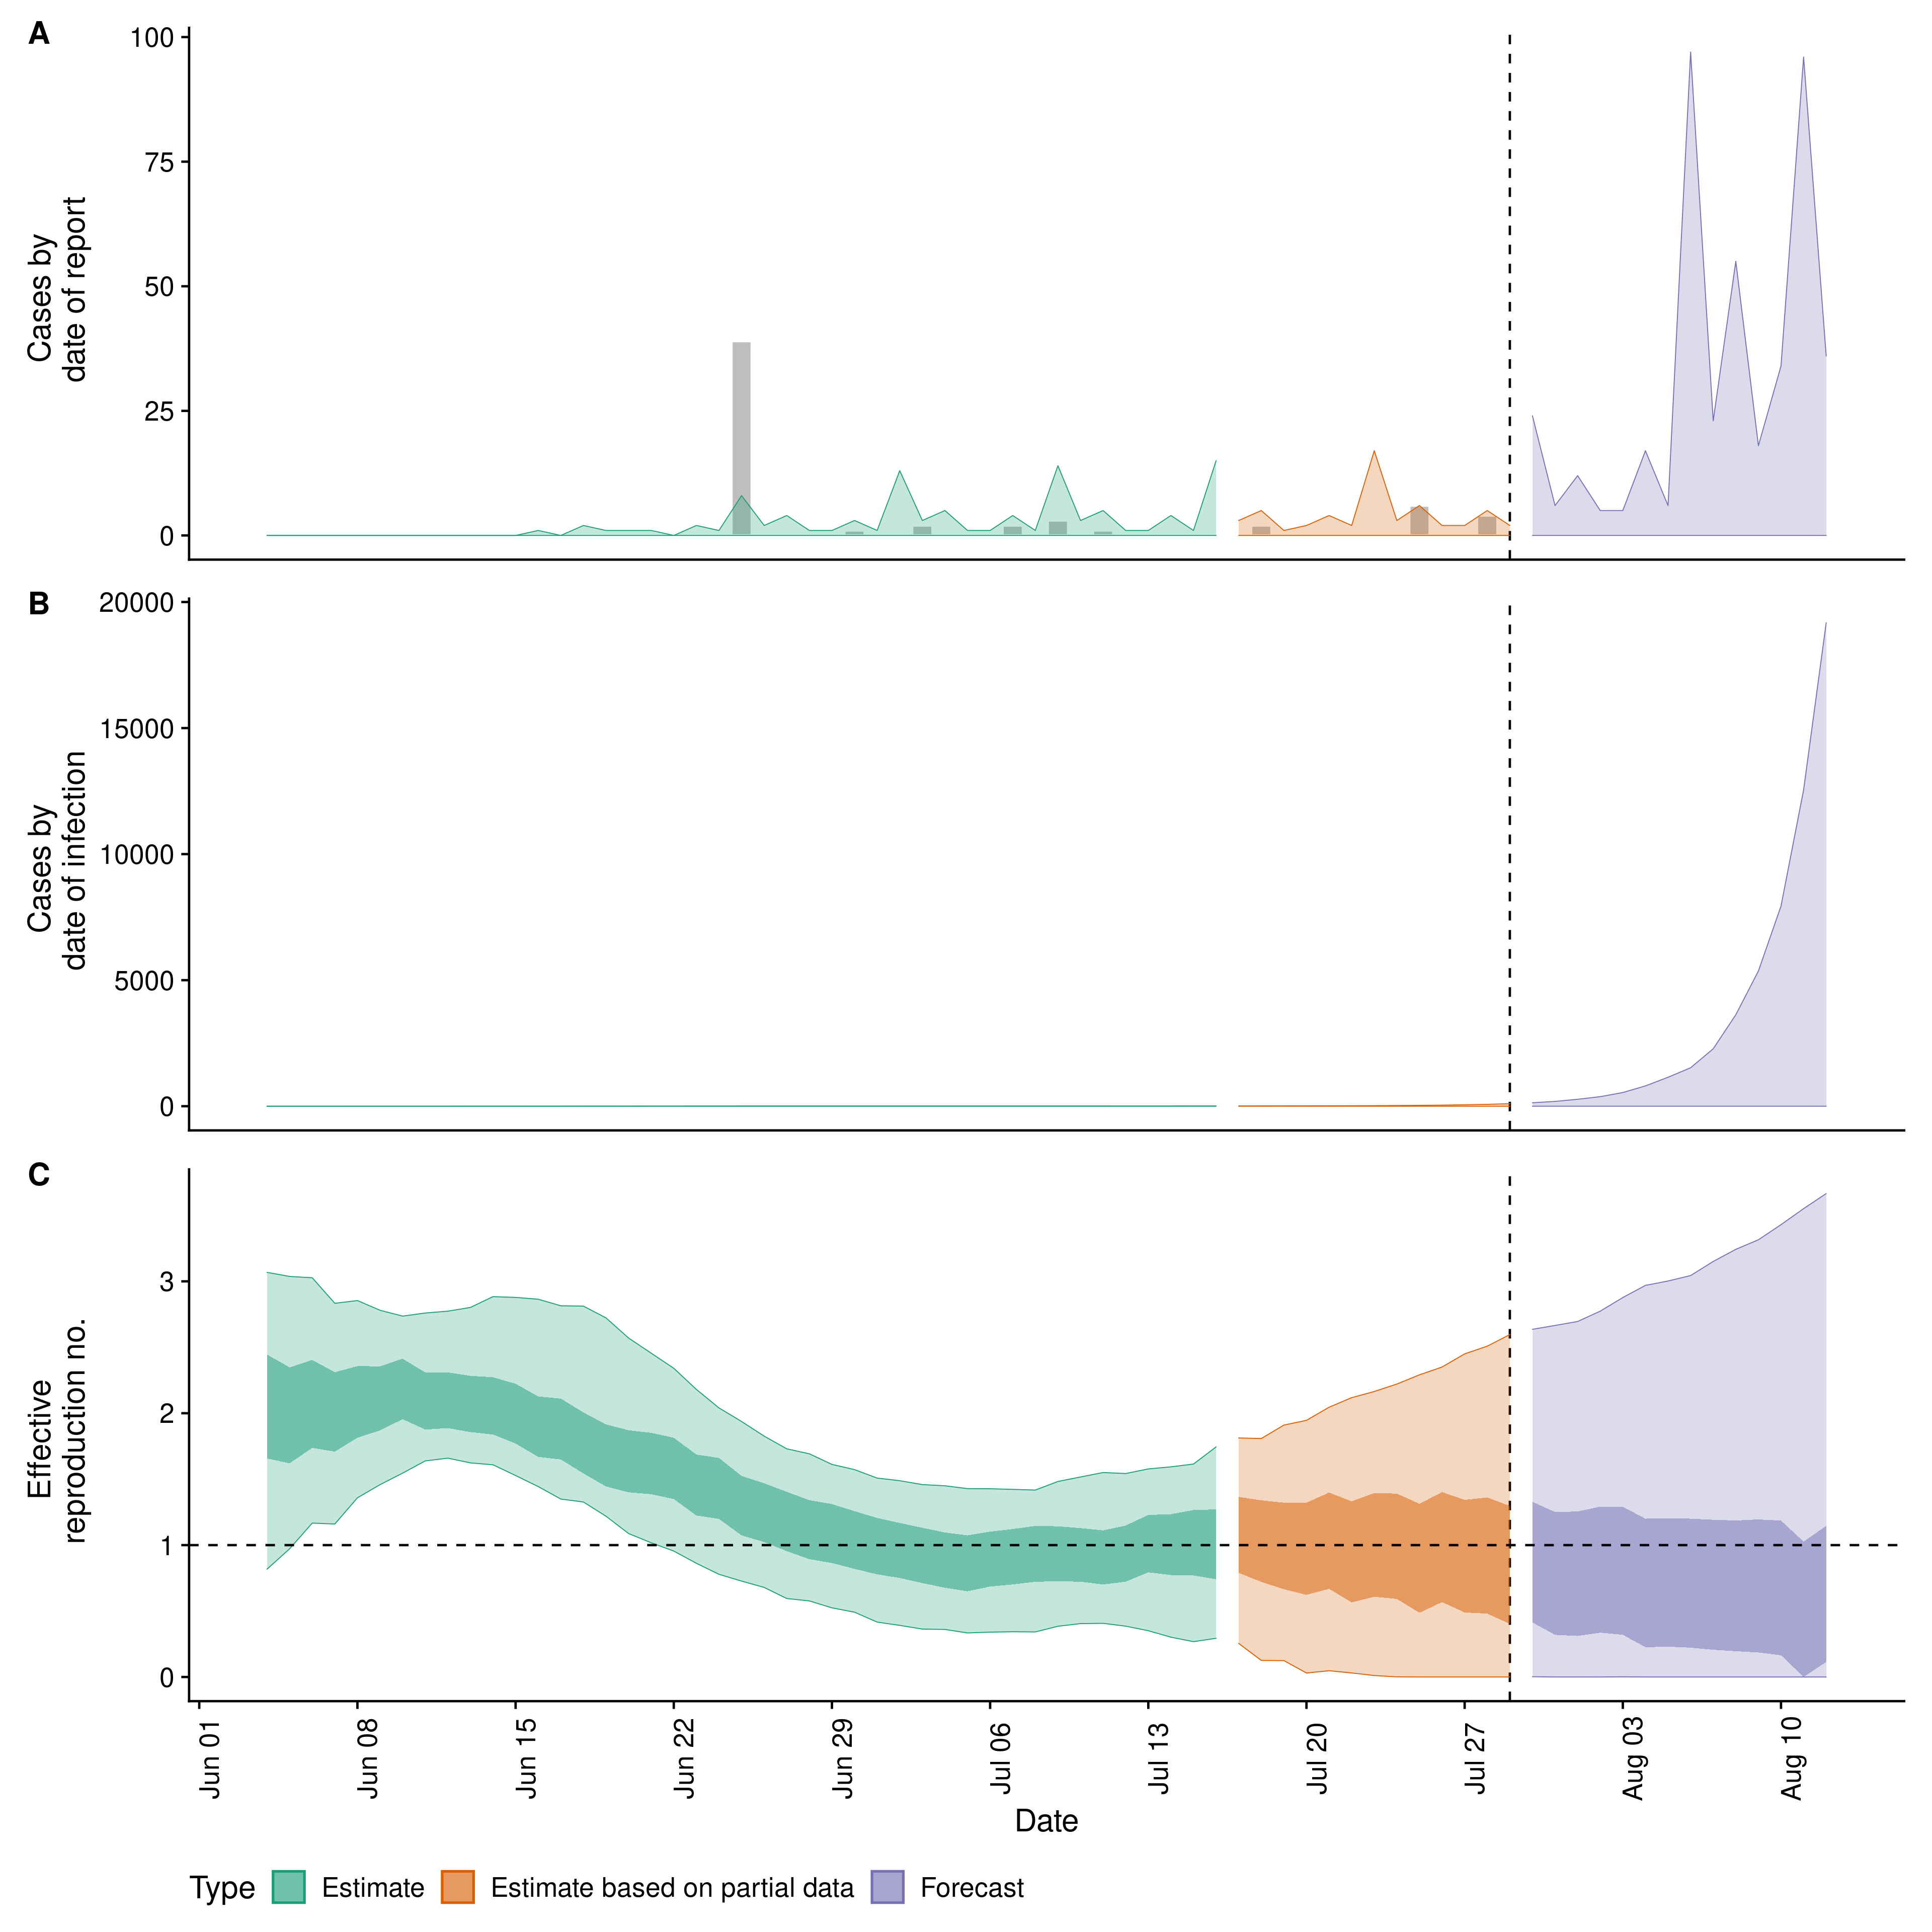 A
100
75
50
25
0
Cases by
date of report
B
20000
15000
10000
5000
0
Cases by
date of infection
C
3
2
1
0
Effective
reproduction no.
Jun 01
Jun 08
Jun 15
Jun 22
Jun 29
Jul 06
Jul 13
Jul 20
Jul 27
Aug 03
Aug 10
Date
Type Estimate Estimate based on partial data Forecast